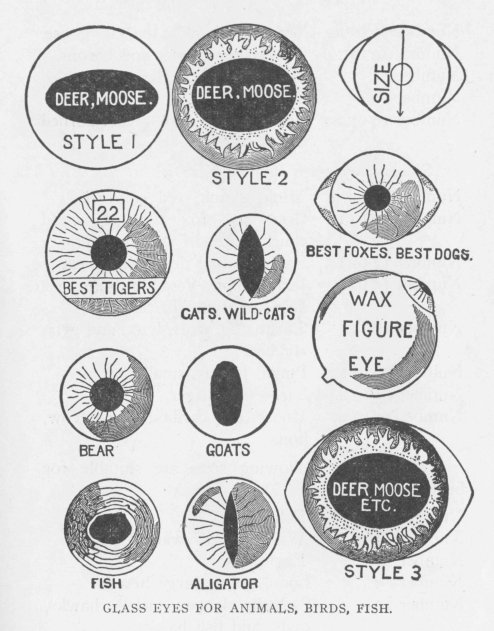 DEER, MOOSE.
STYLE 1
DEER. MOOSE.
STYLE 2
SIZE
22
BEST TIGERS
CATS. WILD-CATS
BEST FOXES. BEST DOGS.
WAX
FIGURE
EYE
BEAR
GOATS
DEER MOOSE
ETC.
STYLE 3
FISH
ALIGATOR
GLASS EYES FOR ANIMALS, BIRDS, FISH.